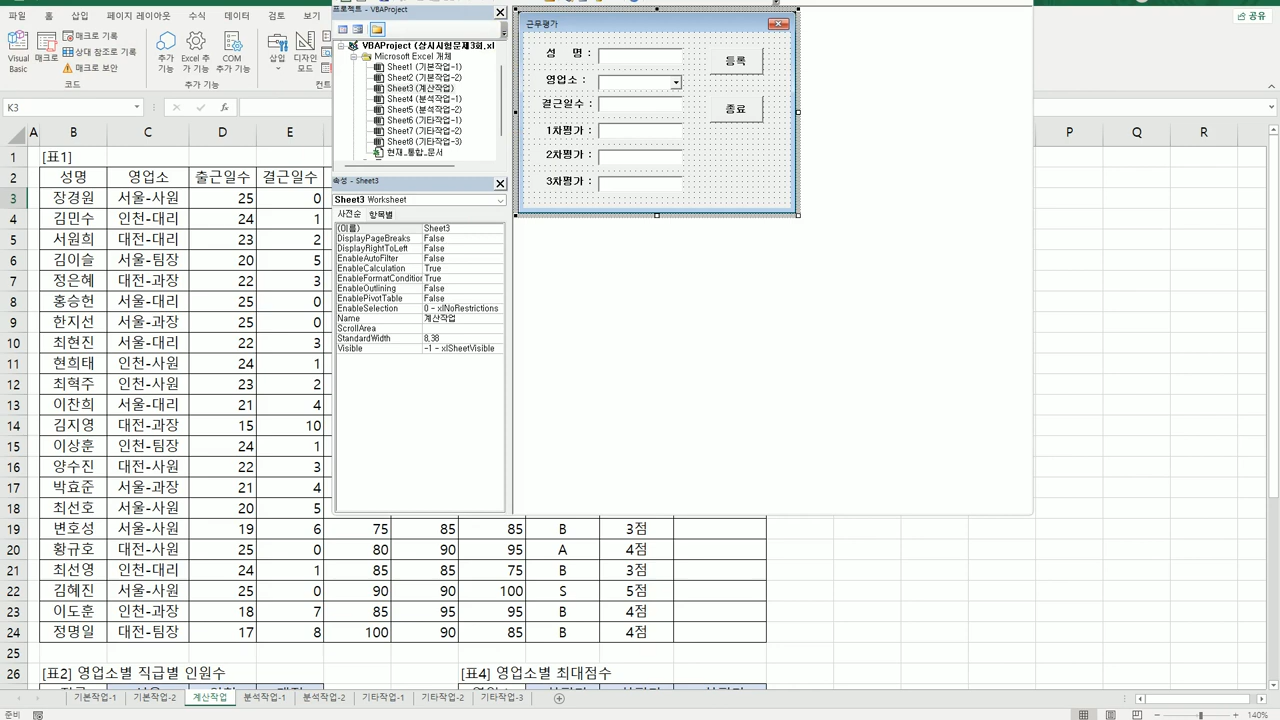 파일 홈 삽입 페이지 레이아웃 수식 데이터 검토 보기
공유
매크로 기록
상대 참조로 기록
매크로 보안
Visual Basic 매크로
추가 기능 Excel 추가 기능 COM 추가 기능
삽입 디자인 모드
코드 추가 기능
K3
프로젝트 - VBAProject
VBAProject (상시시험문제3회.xl
Microsoft Excel 개체
Sheet1 (기본작업-1)
Sheet2 (기본작업-2)
Sheet3 (계산작업)
Sheet4 (분석작업-1)
Sheet5 (분석작업-2)
Sheet6 (기타작업-1)
Sheet7 (기타작업-2)
Sheet8 (기타작업-3)
현재_통합_문서
속성 - Sheet3
Sheet3 Worksheet
사전순 항목별
(이름) Sheet3
DisplayPageBreaks False
DisplayRightToLeft False
EnableAutoFilter False
EnableCalculation True
EnableFormatCondition True
EnableOutlining False
EnablePivotTable False
EnableSelection 0 - xlNoRestrictions
Name 계산작업
ScrollArea
StandardWidth 8,38
Visible -1 - xlSheetVisible
근무평가
성 명 :
영업소 :
결근일수 :
1차평가 :
2차평가 :
3차평가 :
등록
종료
A B C D E P Q R
1 [표1]
2 성명 영업소 출근일수 결근일수
3 장경원 서울-사원 25 0
4 김민수 인천-대리 24 1
5 서원희 대전-대리 23 2
6 김이슬 서울-팀장 20 5
7 정은혜 대전-과장 22 3
8 홍승헌 서울-대리 25 0
9 한지선 서울-과장 25 0
10 최현진 서울-대리 22 3
11 현희태 인천-사원 24 1
12 최혁주 인천-사원 23 2
13 이찬희 서울-대리 21 4
14 김지영 대전-과장 15 10
15 이상훈 인천-팀장 24 1
16 양수진 대전-사원 22 3
17 박효준 서울-과장 21 4
18 최선호 서울-사원 20 5
19 변호성 서울-사원 19 6 75 85 85 B 3점
20 황규호 대전-사원 25 0 80 90 95 A 4점
21 최선영 인천-대리 24 1 85 85 75 B 3점
22 김혜진 서울-사원 25 0 90 90 100 S 5점
23 이도훈 인천-과장 18 7 85 95 95 B 4점
24 정명일 대전-팀장 17 8 100 90 85 B 4점
25
26 [표2] 영업소별 직급별 인원수 [표4] 영업소별 최대점수
기본작업-1 기본작업-2 계산작업 분석작업-1 분석작업-2 기타작업-1 기타작업-2 기타작업-3
준비
140%